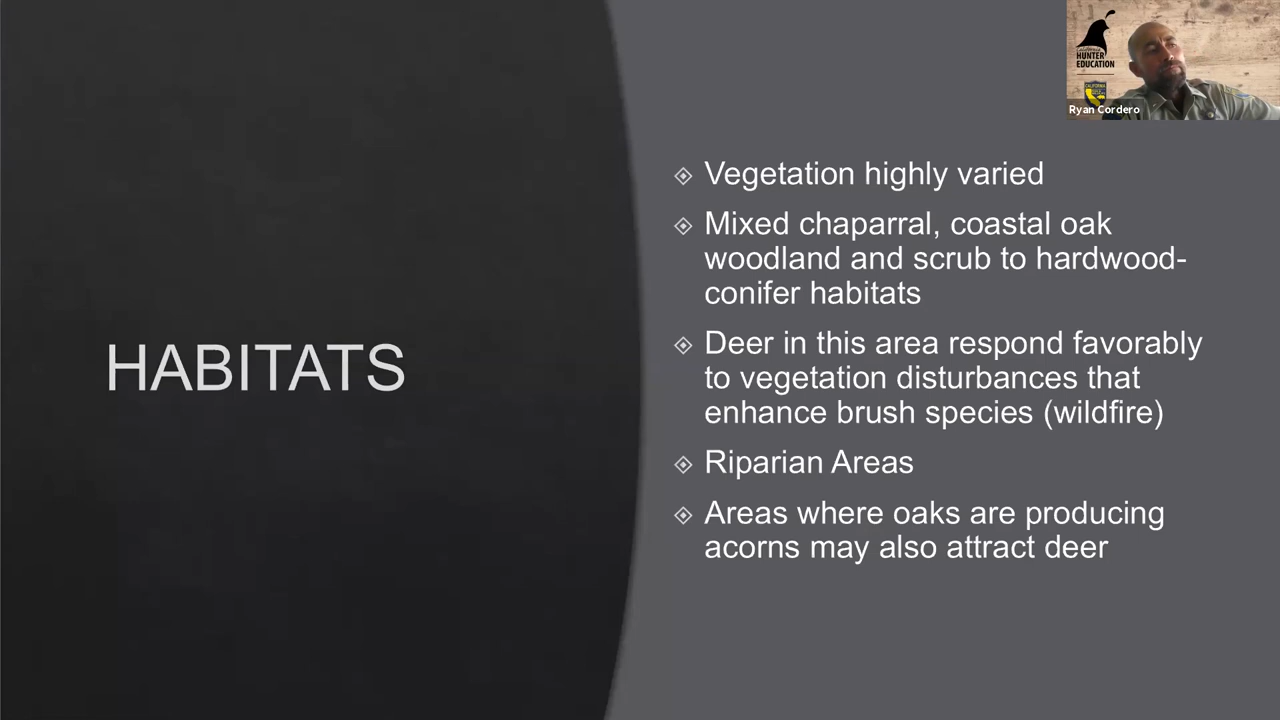 HABITATS
Vegetation highly varied
Mixed chaparral, coastal oak
woodland and scrub to hardwood-
conifer habitats
Deer in this area respond favorably
to vegetation disturbances that
enhance brush species (wildfire)
Riparian Areas
Areas where oaks are producing
acorns may also attract deer
HUNTER
EDUCATION
CALIFORNIA
Ryan Cordero